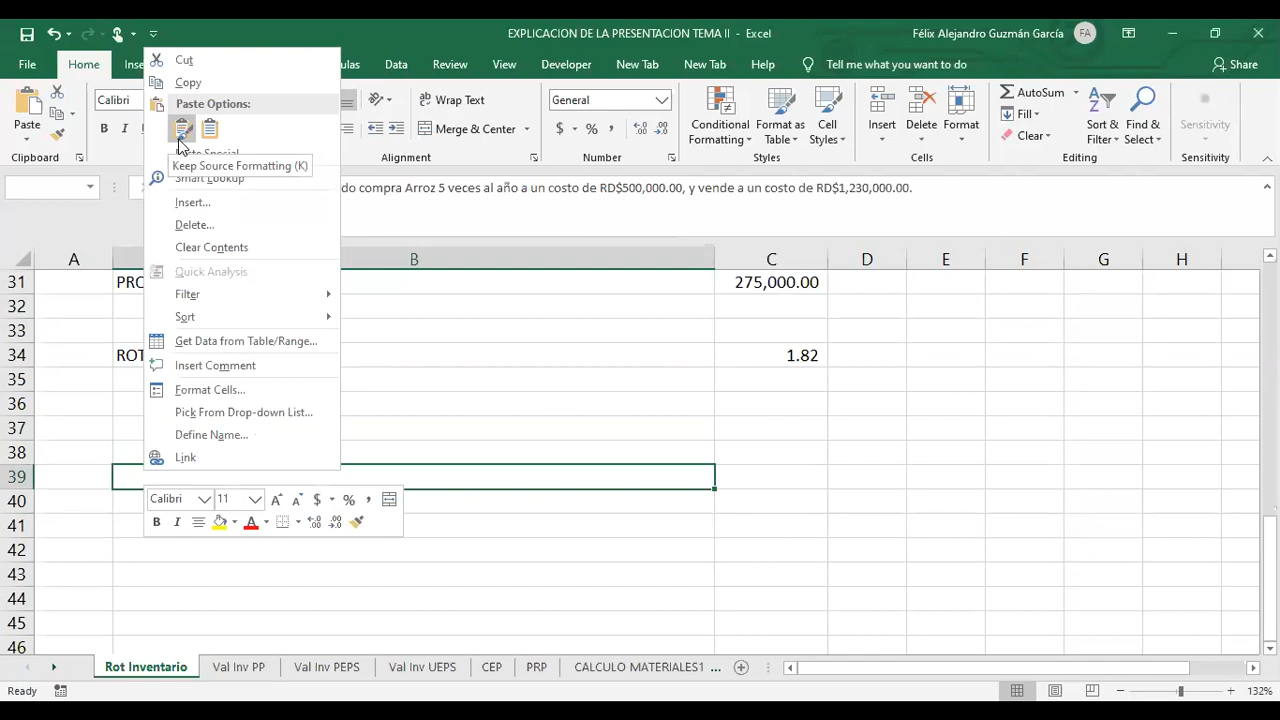 EXPLICACION DE LA PRESENTACION TEMA II - Excel
Félix Alejandro Guzmán García
FA
File
Home
Inse
ulas
Data
Review
View
Developer
New Tab
New Tab
Help
Tell me what you want to do
Share
Paste
Clipboard
Calibri
B I
Wrap Text
Merge & Center
Alignment
General
$ % ,
Number
Conditional Formatting
Format as Table
Cell Styles
Styles
Insert
Delete
Format
Cells
AutoSum
Fill
Clear
Sort & Filter
Find & Select
Editing
Sensitivity
Sensitivity
do compra Arroz 5 veces al año a un costo de RD$500,000.00, y vende a un costo de RD$1,230,000.00.
Cut
Copy
Paste Options:
Keep Source Formatting (K)
Smart Lookup
Insert...
Delete...
Clear Contents
Quick Analysis
Filter
Sort
Get Data from Table/Range...
Insert Comment
Format Cells...
Pick From Drop-down List...
Define Name...
Link
Calibri 11 A A $ % ,
B I A
A B C D E F G H
31 PRO 275,000.00
32
33
34 ROT 1.82
35
36
37
38
39
40
41
42
43
44
45
46
Rot Inventario
Val Inv PP
Val Inv PEPS
Val Inv UEPS
CEP
PRP
CALCULO MATERIALES1 ...
Ready
132%